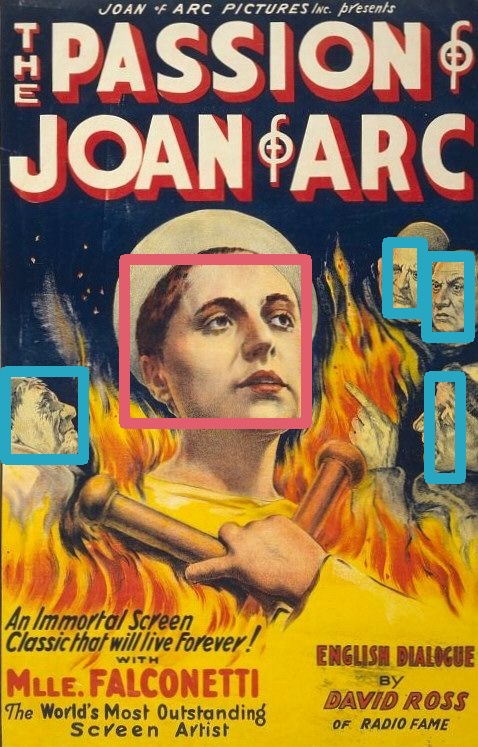 JOAN of ARC PICTURES INC. presents
THE PASSION of
JOAN of ARC
An Immortal Screen
Classic that will live Forever!
WITH
MLLE. FALCONETTI
The World's Most Outstanding
Screen Artist
ENGLISH DIALOGUE
BY
DAVID ROSS
OF RADIO FAME